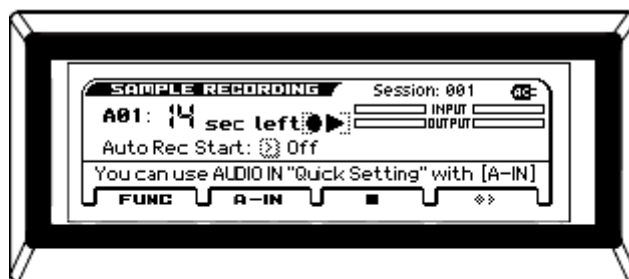 SAMPLE RECORDING Session: 001 AC
A01: 14 sec left INPUT
OUTPUT
Auto Rec Start: Off
You can use AUDIO IN "Quick Setting" with [A-IN]
FUNC A-IN